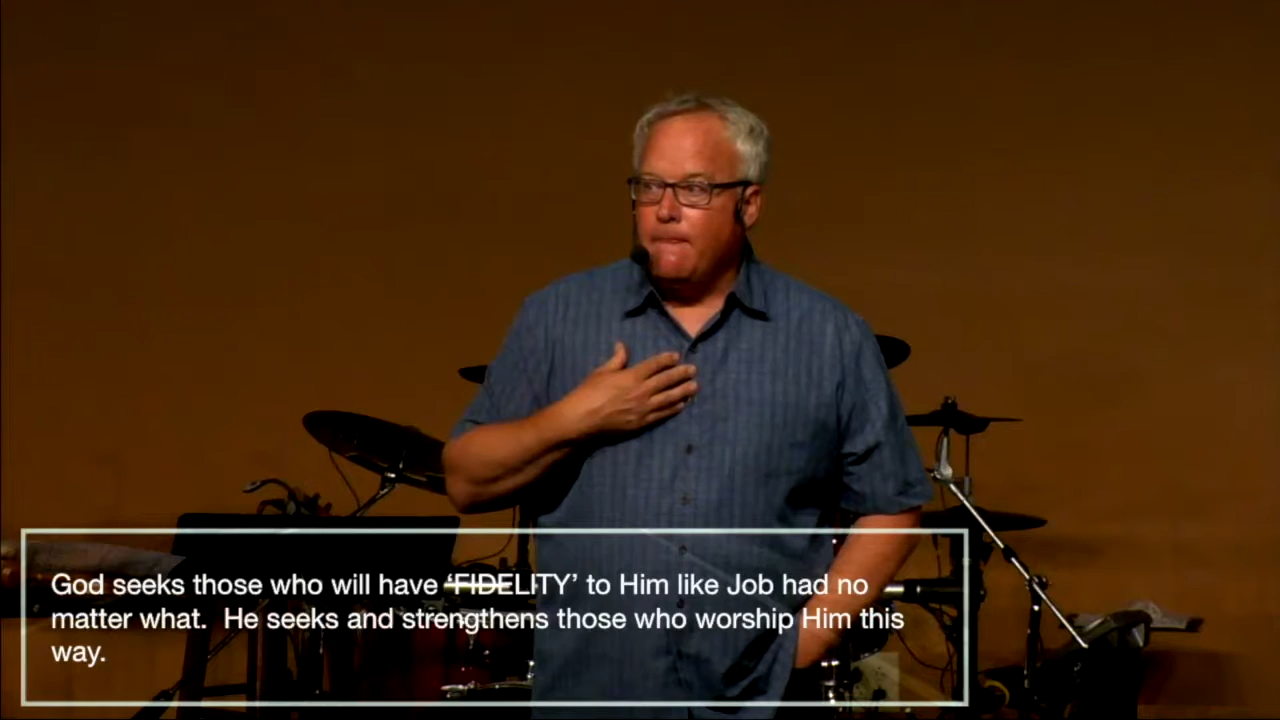 God seeks those who will have ‘FIDELITY’ to Him like Job had no
matter what.  He seeks and strengthens those who worship Him this
way.